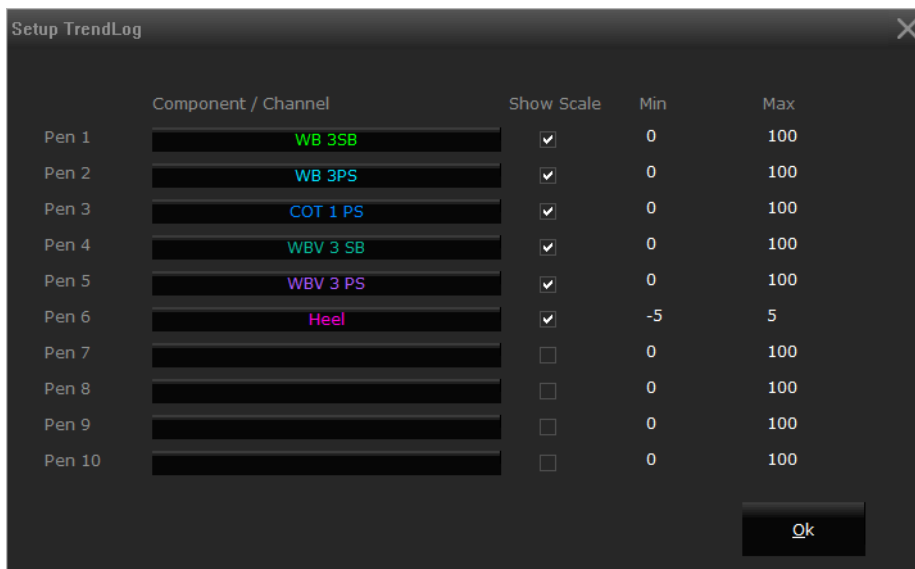 Setup TrendLog
Component / Channel Show Scale Min Max
Pen 1 WB 3SB 0 100
Pen 2 WB 3PS 0 100
Pen 3 COT 1 PS 0 100
Pen 4 WBV 3 SB 0 100
Pen 5 WBV 3 PS 0 100
Pen 6 Heel -5 5
Pen 7 0 100
Pen 8 0 100
Pen 9 0 100
Pen 10 0 100
Ok